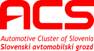 ACS
Automotive Cluster of Slovenia
Slovenski avtomobilski grozd